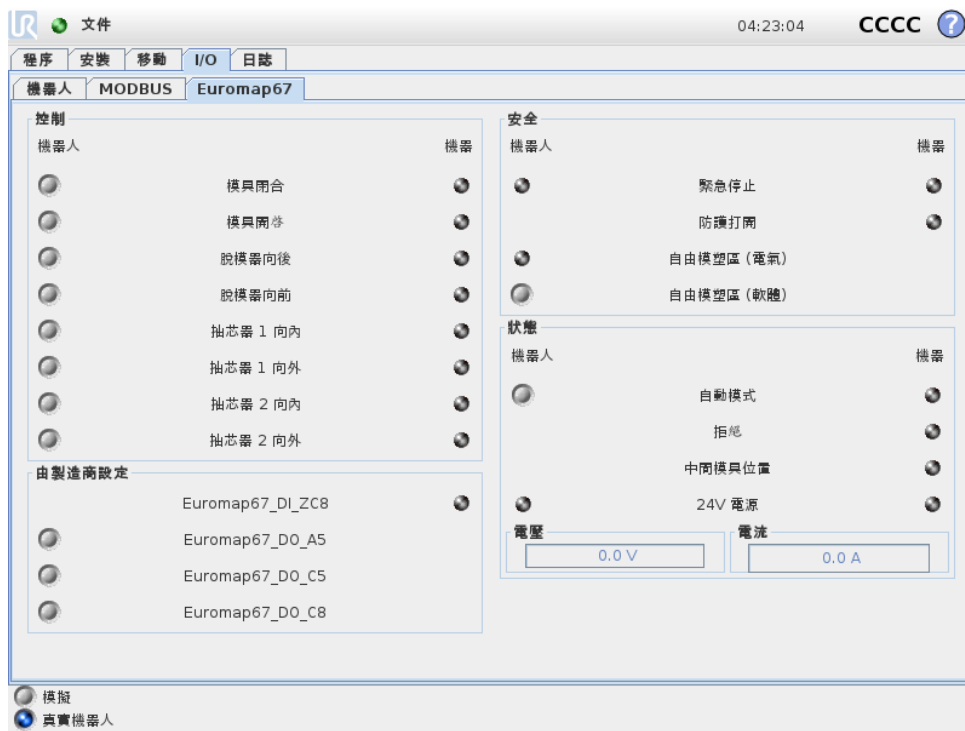 UR 文件 04:23:04 CCCC ?
程序 安裝 移動 I/O 日誌
機器人 MODBUS Euromap67
控制
機器人 機器
模具閉合
模具開啓
脫模器向後
脫模器向前
抽芯器 1 向內
抽芯器 1 向外
抽芯器 2 向內
抽芯器 2 向外
由製造商設定
Euromap67_DI_ZC8
Euromap67_DO_A5
Euromap67_DO_C5
Euromap67_DO_C8
安全
機器人 機器
緊急停止
防護打開
自由模塑區 (電氣)
自由模塑區 (軟體)
狀態
機器人 機器
自動模式
拒絕
中間模具位置
24V 電源
電壓 電流
0.0 V 0.0 A
模擬
真實機器人